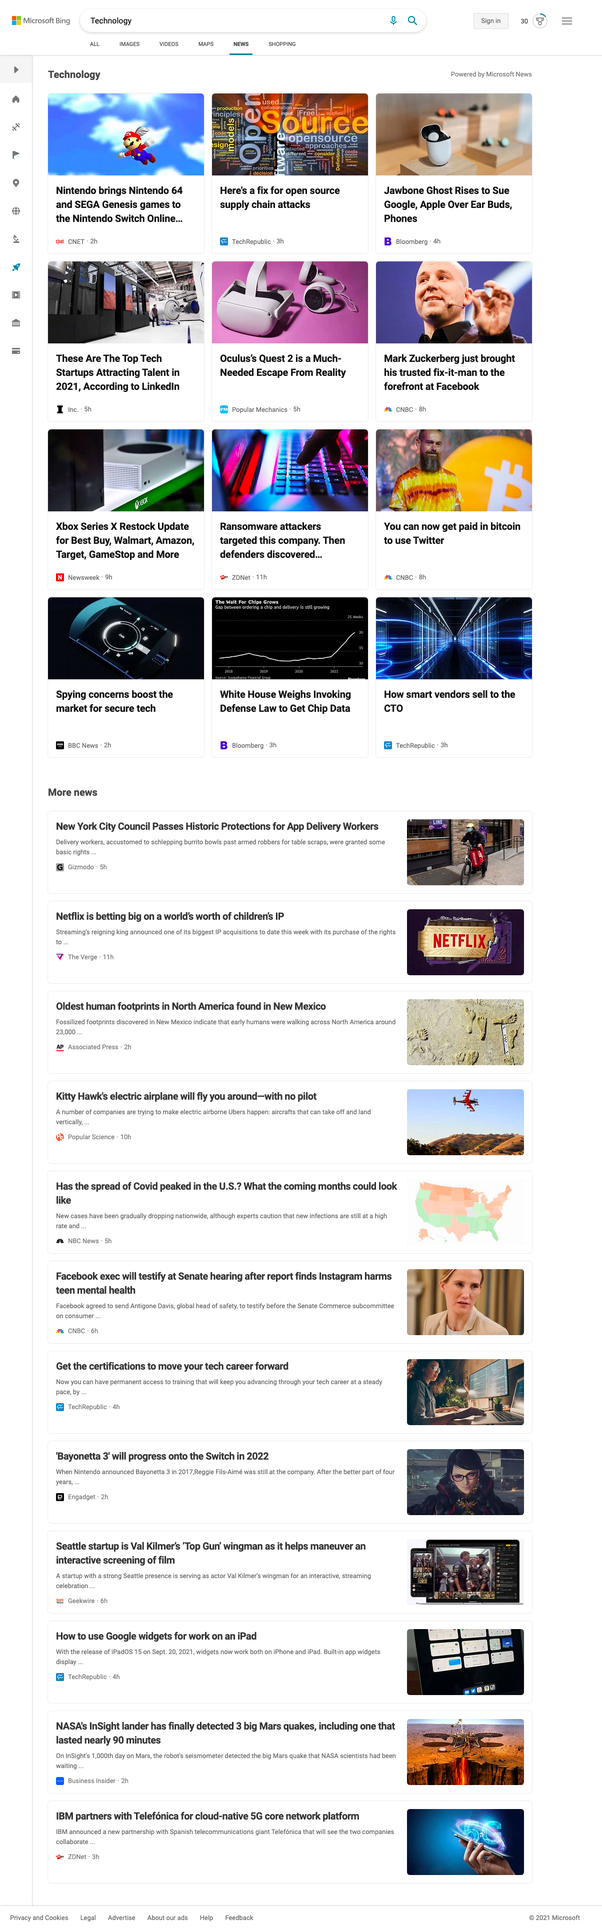 Microsoft Bing
Technology
Sign in
30
ALL IMAGES VIDEOS MAPS NEWS SHOPPING
Technology
Powered by Microsoft News
Nintendo brings Nintendo 64
and SEGA Genesis games to
the Nintendo Switch Online...
CNET · 2h
Here's a fix for open source
supply chain attacks
TechRepublic · 3h
Jawbone Ghost Rises to Sue
Google, Apple Over Ear Buds,
Phones
Bloomberg · 4h
These Are The Top Tech
Startups Attracting Talent in
2021, According to LinkedIn
Inc. · 5h
Oculus's Quest 2 is a Much-
Needed Escape From Reality
Popular Mechanics · 5h
Mark Zuckerberg just brought
his trusted fix-it-man to the
forefront at Facebook
CNBC · 8h
Xbox Series X Restock Update
for Best Buy, Walmart, Amazon,
Target, GameStop and More
Newsweek · 9h
Ransomware attackers
targeted this company. Then
defenders discovered...
ZDNet · 11h
You can now get paid in bitcoin
to use Twitter
CNBC · 8h
The Wait For Chips Grows
Gap between ordering a chip and delivery is still growing
Spying concerns boost the
market for secure tech
BBC News · 2h
White House Weighs Invoking
Defense Law to Get Chip Data
Bloomberg · 3h
How smart vendors sell to the
CTO
TechRepublic · 3h
More news
New York City Council Passes Historic Protections for App Delivery Workers
Delivery workers, accustomed to schlepping burrito bowls past armed robbers for table scraps, were granted some
basic rights ...
Gizmodo · 5h
Netflix is betting big on a world's worth of children's IP
Streaming's reigning king announced one of its biggest IP acquisitions to date this week with its purchase of the rights
to ...
The Verge · 11h
NETFLIX
Oldest human footprints in North America found in New Mexico
Fossilized footprints discovered in New Mexico indicate that early humans were walking across North America around
23,000 ...
Associated Press · 2h
Kitty Hawk's electric airplane will fly you around—with no pilot
A number of companies are trying to make electric airborne Ubers happen: aircrafts that can take off and land
vertically, ...
Popular Science · 10h
Has the spread of Covid peaked in the U.S.? What the coming months could look
like
New cases have been gradually dropping nationwide, although experts caution that new infections are still at a high
rate and ...
NBC News · 5h
Facebook exec will testify at Senate hearing after report finds Instagram harms
teen mental health
Facebook agreed to send Antigone Davis, global head of safety, to testify before the Senate Commerce subcommittee
on consumer ...
CNBC · 6h
Get the certifications to move your tech career forward
Now you can have permanent access to training that will keep you advancing through your tech career at a steady
pace, by ...
TechRepublic · 4h
'Bayonetta 3' will progress onto the Switch in 2022
When Nintendo announced Bayonetta 3 in 2017,Reggie Fils-Aimé was still at the company. After the better part of four
years, ...
Engadget · 2h
Seattle startup is Val Kilmer's 'Top Gun' wingman as it helps maneuver an
interactive screening of film
A startup with a strong Seattle presence is serving as actor Val Kilmer's wingman for an interactive, streaming
celebration ...
Geekwire · 6h
How to use Google widgets for work on an iPad
With the release of iPadOS 15 on Sept. 20, 2021, widgets now work both on iPhone and iPad. Built-in app widgets
display ...
TechRepublic · 4h
NASA's InSight lander has finally detected 3 big Mars quakes, including one that
lasted nearly 90 minutes
On InSight's 1,000th day on Mars, the robot's seismometer detected the big Mars quake that NASA scientists had been
waiting ...
Business Insider · 2h
IBM partners with Telefónica for cloud-native 5G core network platform
IBM announced a new partnership with Spanish telecommunications giant Telefónica that will see the two companies
collaborate ...
ZDNet · 3h
Privacy and Cookies Legal Advertise About our ads Help Feedback
© 2021 Microsoft